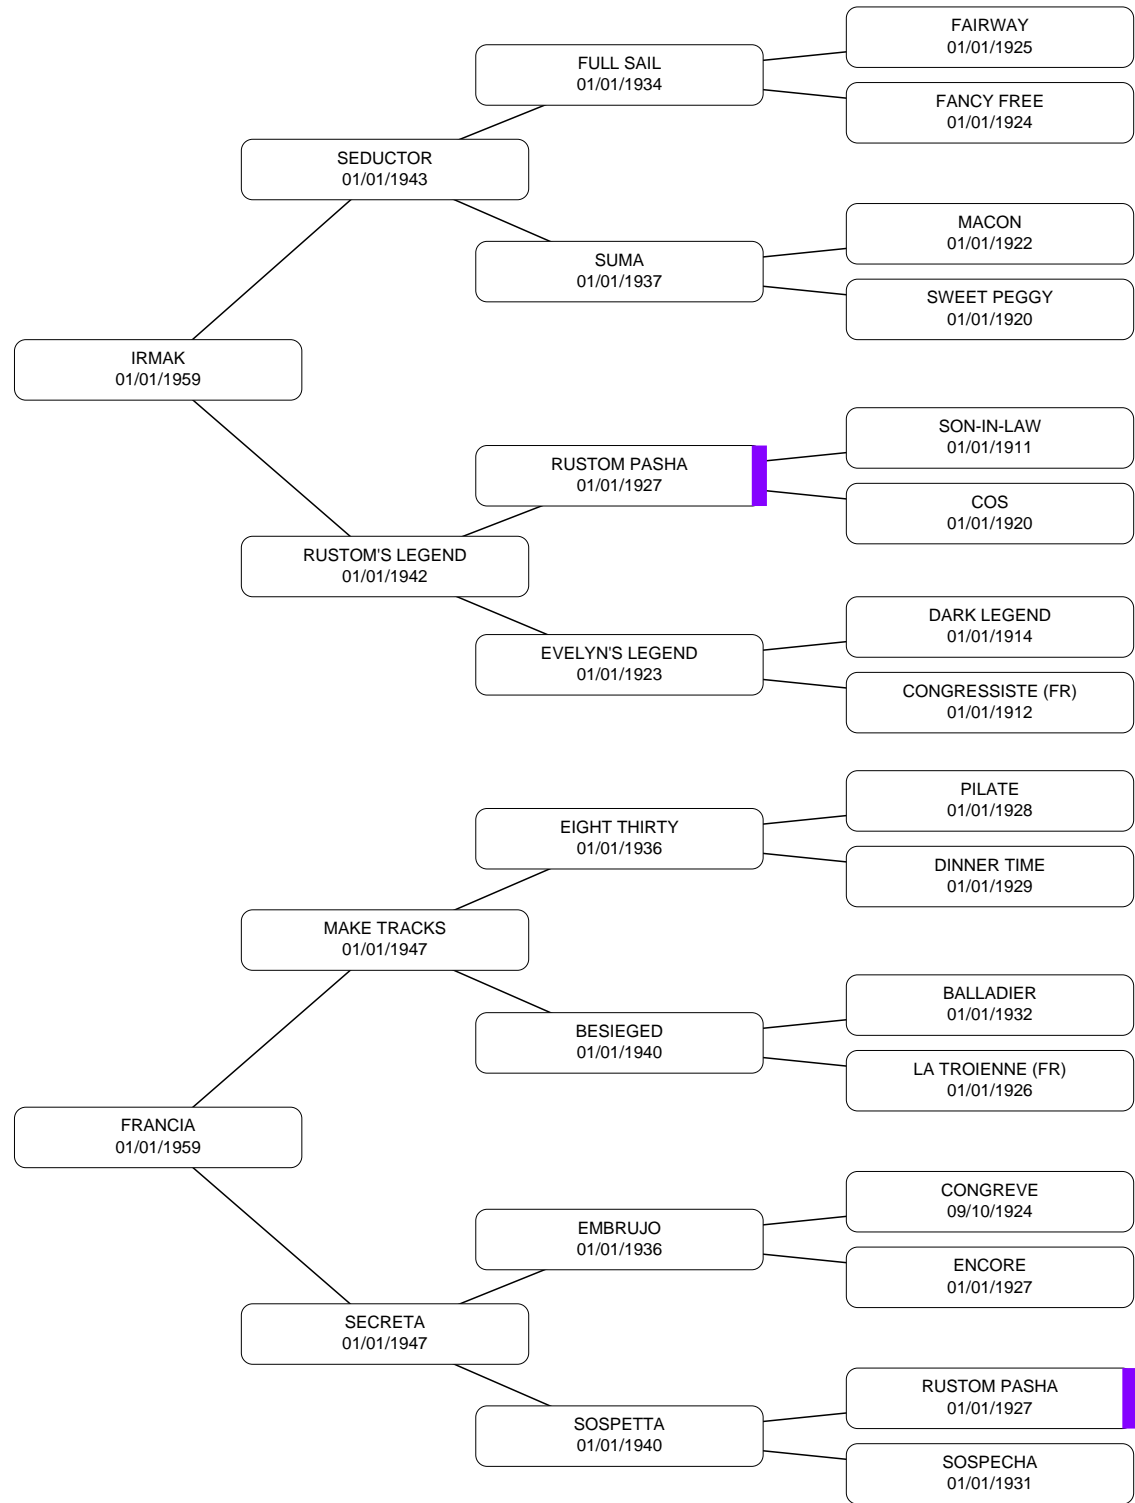 FAIRWAY
01/01/1925
FULL SAIL
01/01/1934
FANCY FREE
01/01/1924
SEDUCTOR
01/01/1943
MACON
01/01/1922
SUMA
01/01/1937
SWEET PEGGY
01/01/1920
IRMAK
01/01/1959
SON-IN-LAW
01/01/1911
RUSTOM PASHA
01/01/1927
COS
01/01/1920
RUSTOM'S LEGEND
01/01/1942
DARK LEGEND
01/01/1914
EVELYN'S LEGEND
01/01/1923
CONGRESSISTE (FR)
01/01/1912
PILATE
01/01/1928
EIGHT THIRTY
01/01/1936
DINNER TIME
01/01/1929
MAKE TRACKS
01/01/1947
BALLADIER
01/01/1932
BESIEGED
01/01/1940
LA TROIENNE (FR)
01/01/1926
FRANCIA
01/01/1959
CONGREVE
09/10/1924
EMBRUJO
01/01/1936
ENCORE
01/01/1927
SECRETA
01/01/1947
RUSTOM PASHA
01/01/1927
SOSPETTA
01/01/1940
SOSPECHA
01/01/1931